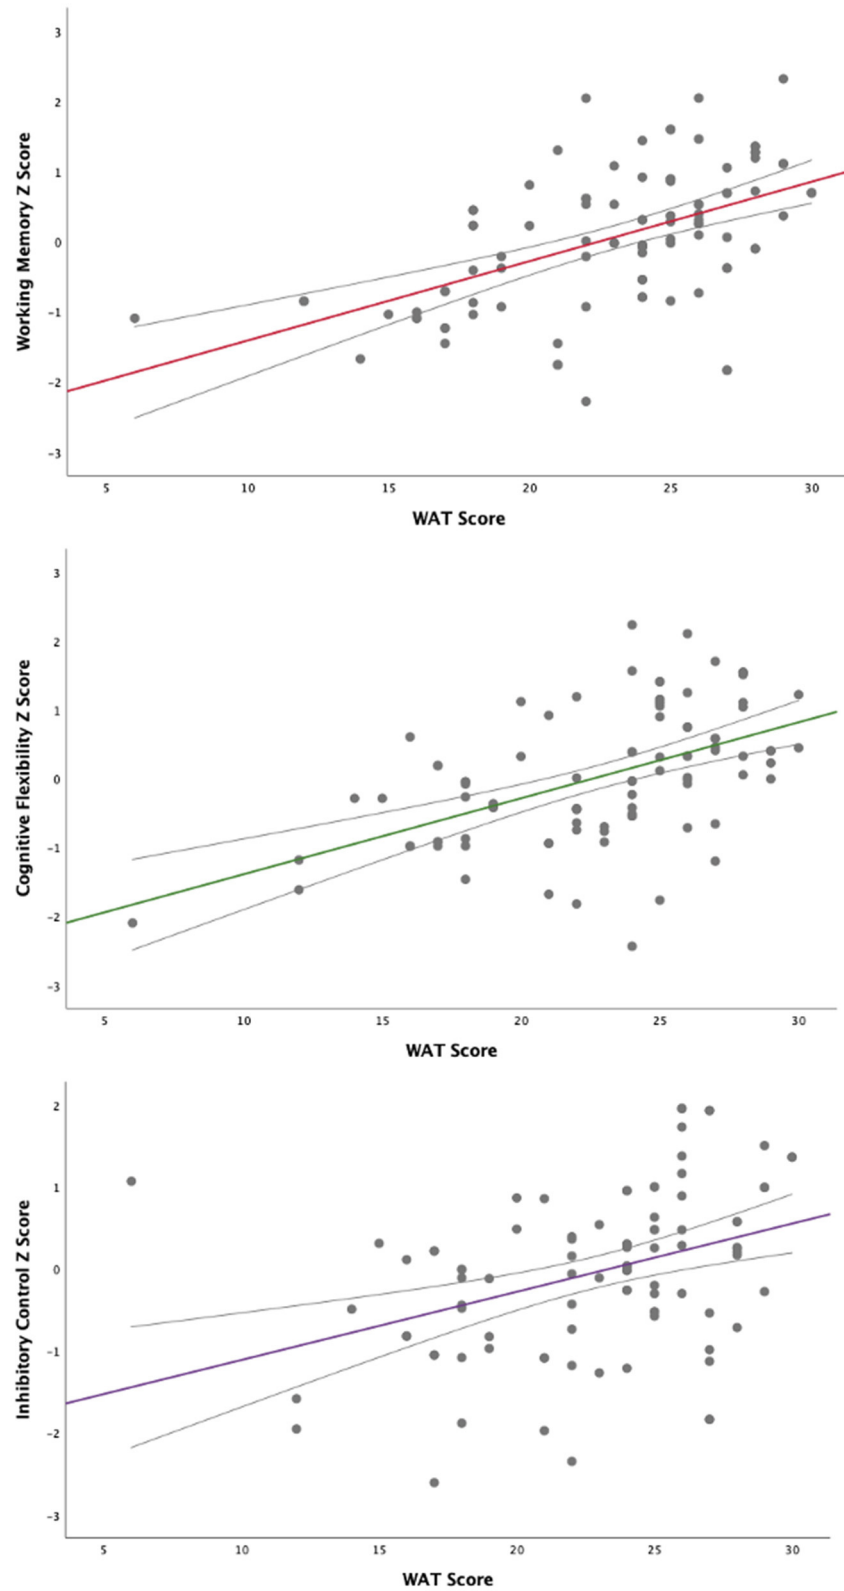 3
2
1
0
-1
-2
-3
Working Memory Z Score
5 10 15 20 25 30
WAT Score
3
2
1
0
-1
-2
-3
Cognitive Flexibility Z Score
5 10 15 20 25 30
WAT Score
2
1
0
-1
-2
-3
Inhibitory Control Z Score
5 10 15 20 25 30
WAT Score